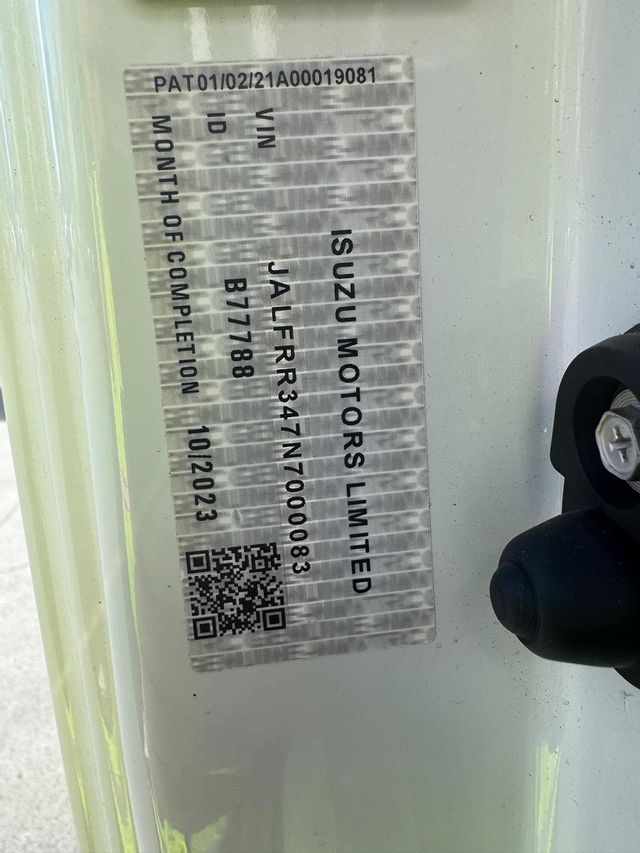 PAT01/02/21A00019081
ISUZU MOTORS LIMITED
VIN JALFRR347N7000083
ID B77788
MONTH OF COMPLETION 10/2023